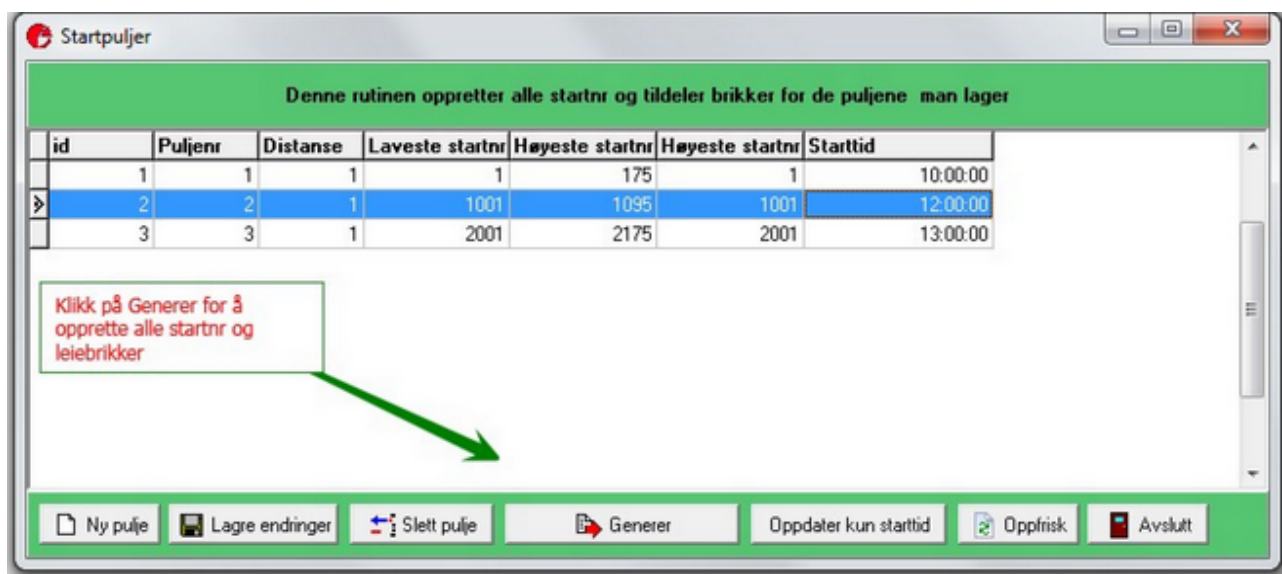 Startpuljer
Denne rutinen oppretter alle startnr og tildeler brikker for de puljene man lager
id Puljenr Distanse Laveste startnr Høyeste startnr Høyeste startnr Starttid
1 1 1 1 175 1 10:00:00
2 2 1 1001 1095 1001 12:00:00
3 3 1 2001 2175 2001 13:00:00
Klikk på Generer for å
opprette alle startnr og
leiebrikker
Ny pulje Lagre endringer Slett pulje Generer Oppdater kun starttid Oppfrisk Avslutt